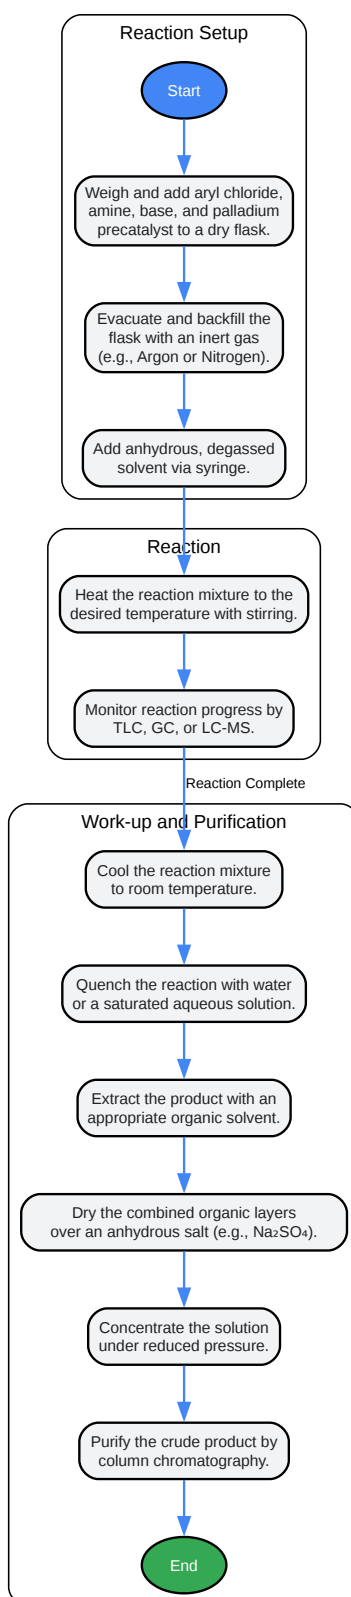 Reaction Setup
Start
Weigh and add aryl chloride,
amine, base, and palladium
precatalyst to a dry flask.
Evacuate and backfill the
flask with an inert gas
(e.g., Argon or Nitrogen).
Add anhydrous, degassed
solvent via syringe.
Reaction
Heat the reaction mixture to the
desired temperature with stirring.
Monitor reaction progress by
TLC, GC, or LC-MS.
Reaction Complete
Work-up and Purification
Cool the reaction mixture
to room temperature.
Quench the reaction with water
or a saturated aqueous solution.
Extract the product with an
appropriate organic solvent.
Dry the combined organic layers
over an anhydrous salt (e.g., Na₂SO₄).
Concentrate the solution
under reduced pressure.
Purify the crude product by
column chromatography.
End